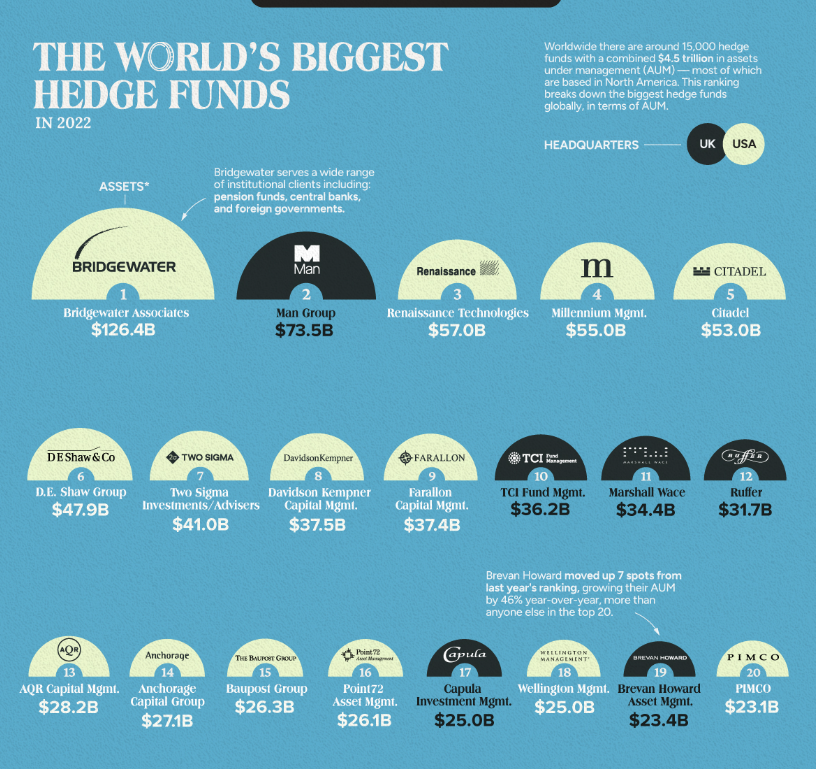 THE WORLD'S BIGGEST
HEDGE FUNDS
IN 2022
Worldwide there are around 15,000 hedge
funds with a combined $4.5 trillion in assets
under management (AUM) — most of which
are based in North America. This ranking
breaks down the biggest hedge funds
globally, in terms of AUM.
HEADQUARTERS UK USA
ASSETS*
Bridgewater serves a wide range
of institutional clients including:
pension funds, central banks,
and foreign governments.
BRIDGEWATER
1
Bridgewater Associates
$126.4B
M
Man
2
Man Group
$73.5B
Renaissance
3
Renaissance Technologies
$57.0B
m
4
Millennium Mgmt.
$55.0B
CITADEL
5
Citadel
$53.0B
DE Shaw & Co
6
D.E. Shaw Group
$47.9B
TWO SIGMA
7
Two Sigma
Investments/Advisers
$41.0B
DavidsonKempner
8
Davidson Kempner
Capital Mgmt.
$37.5B
FARALLON
9
Farallon
Capital Mgmt.
$37.4B
TCI Fund
Management
10
TCI Fund Mgmt.
$36.2B
MARSHALL WACE
11
Marshall Wace
$34.4B
ruffer
12
Ruffer
$31.7B
Brevan Howard moved up 7 spots from
last year's ranking, growing their AUM
by 46% year-over-year, more than
anyone else in the top 20.
AQR
13
AQR Capital Mgmt.
$28.2B
Anchorage
14
Anchorage
Capital Group
$27.1B
THE BAUPOST GROUP
15
Baupost Group
$26.3B
Point72
Asset Management
16
Point72
Asset Mgmt.
$26.1B
Capula
17
Capula
Investment Mgmt.
$25.0B
WELLINGTON
MANAGEMENT
18
Wellington Mgmt.
$25.0B
BREVAN HOWARD
19
Brevan Howard
Asset Mgmt.
$23.4B
PIMCO
20
PIMCO
$23.1B